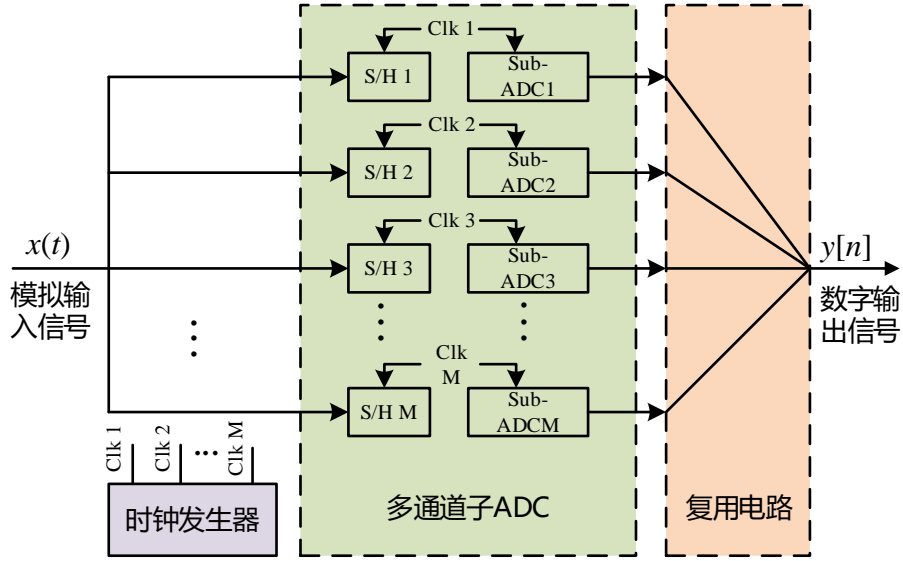 Clk 1
S/H 1
Sub-
ADC1
Clk 2
S/H 2
Sub-
ADC2
Clk 3
x(t)
S/H 3
Sub-
ADC3
y[n]
模拟输
入信号
数字输
出信号
Clk
M
S/H M
Sub-
ADCM
Clk 1
Clk 2
Clk M
时钟发生器
多通道子ADC
复用电路